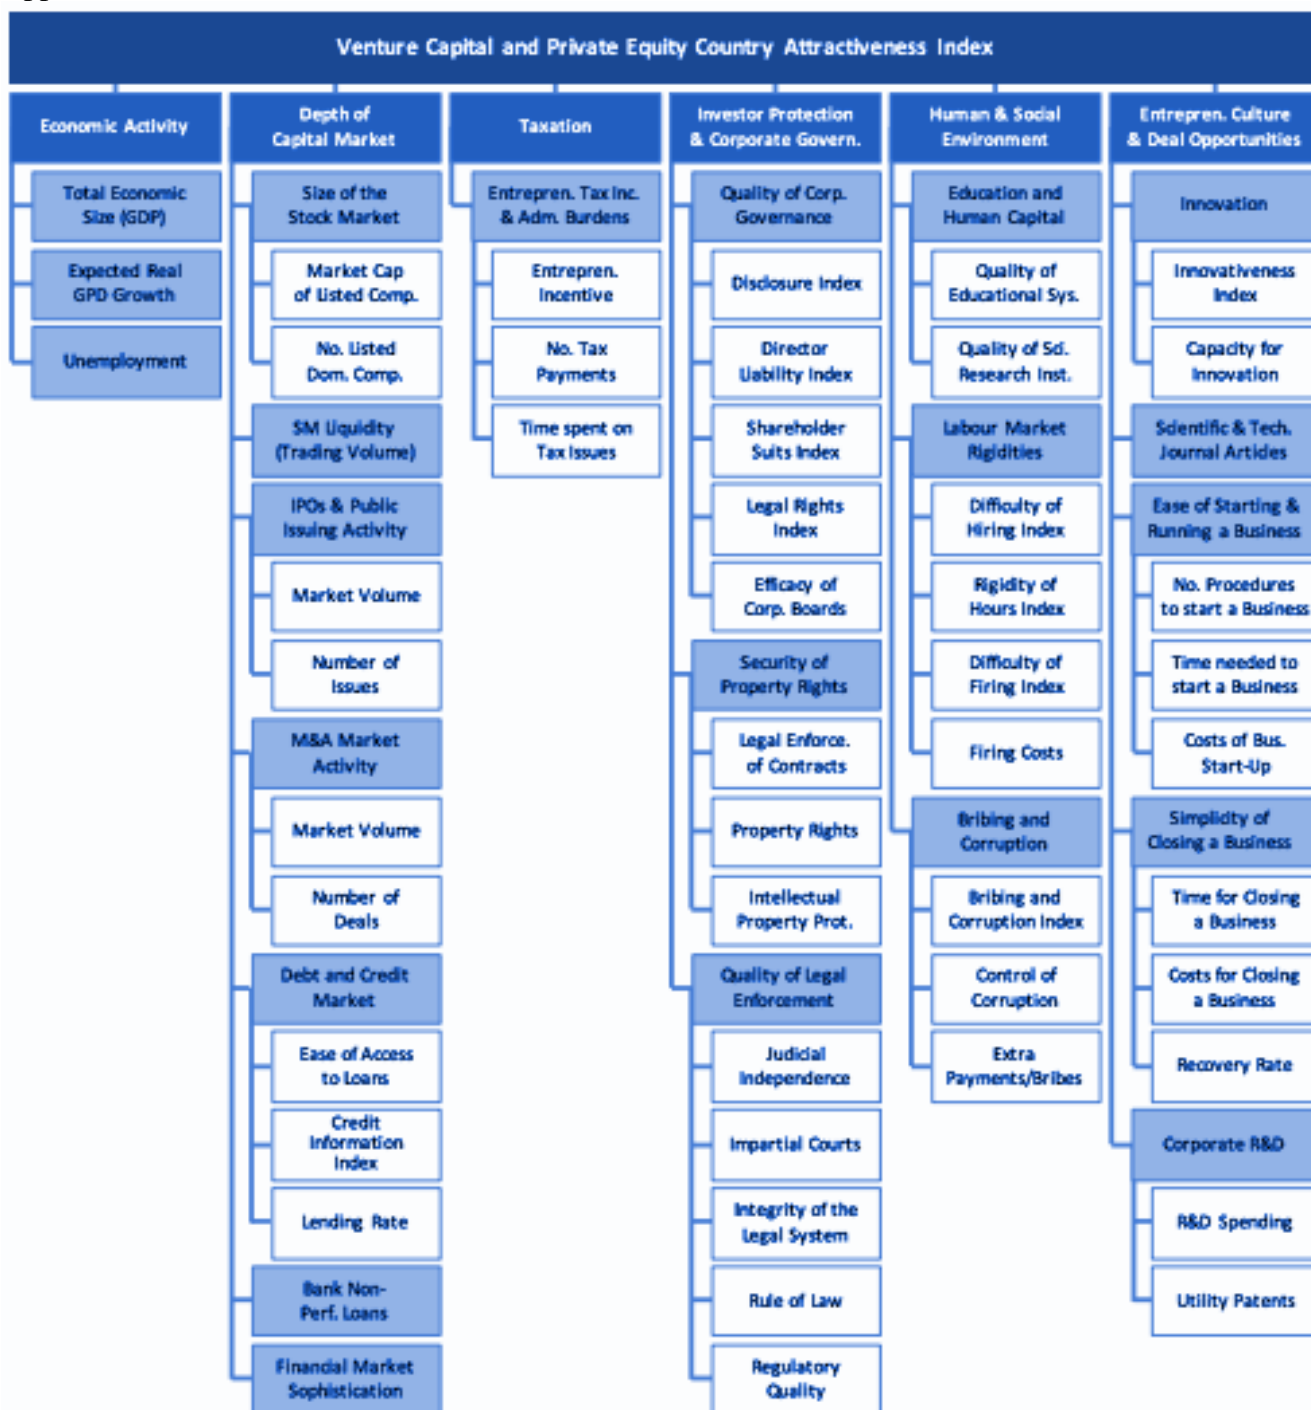 Venture Capital and Private Equity Country Attractiveness Index
Economic Activity
Total Economic
Size (GDP)
Expected Real
GPD Growth
Unemployment
Depth of
Capital Market
Size of the
Stock Market
Market Cap
of Listed Comp.
No. Listed
Dom. Comp.
SM Liquidity
(Trading Volume)
IPOs & Public
Issuing Activity
Market Volume
Number of
Issues
M&A Market
Activity
Market Volume
Number of
Deals
Debt and Credit
Market
Ease of Access
to Loans
Credit
Information
Index
Lending Rate
Bank Non-
Perf. Loans
Financial Market
Sophistication
Taxation
Entrepren. Tax Inc.
& Adm. Burdens
Entrepren.
Incentive
No. Tax
Payments
Time spent on
Tax Issues
Investor Protection
& Corporate Govern.
Quality of Corp.
Governance
Disclosure Index
Director
Liability Index
Shareholder
Suits Index
Legal Rights
Index
Efficacy of
Corp. Boards
Security of
Property Rights
Legal Enforce.
of Contracts
Property Rights
Intellectual
Property Prot.
Quality of Legal
Enforcement
Judicial
Independence
Impartial Courts
Integrity of the
Legal System
Rule of Law
Regulatory
Quality
Human & Social
Environment
Education and
Human Capital
Quality of
Educational Sys.
Quality of Sci.
Research Inst.
Labour Market
Rigidities
Difficulty of
Hiring Index
Rigidity of
Hours Index
Difficulty of
Firing Index
Firing Costs
Bribing and
Corruption
Bribing and
Corruption Index
Control of
Corruption
Extra
Payments/Bribes
Entrepren. Culture
& Deal Opportunities
Innovation
Innovativeness
Index
Capacity for
Innovation
Scientific & Tech.
Journal Articles
Ease of Starting &
Running a Business
No. Procedures
to start a Business
Time needed to
start a Business
Costs of Bus.
Start-Up
Simplicity of
Closing a Business
Time for Closing
a Business
Costs for Closing
a Business
Recovery Rate
Corporate R&D
R&D Spending
Utility Patents